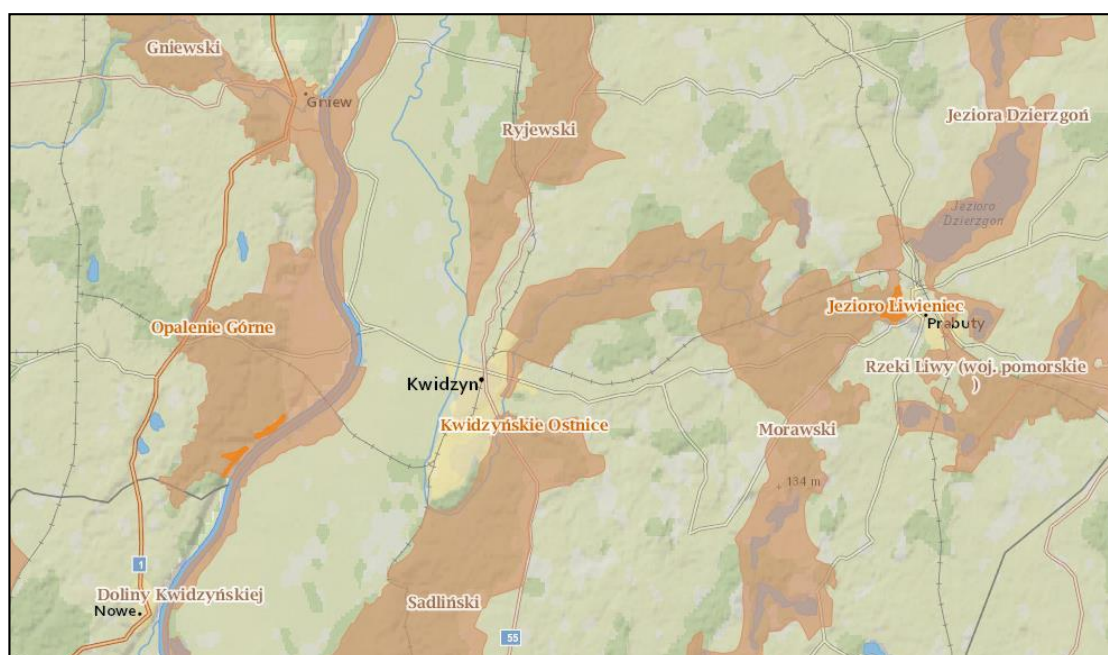 Gniewski
Gniew
Ryjewski
Jeziora Dzierzgoń
Jezioro
Dzierzgoń
Opalenie Górne
Jezioro Liwieniec
Prabuty
Rzeki Liwy (woj. pomorskie
)
Kwidzyn
Kwidzyńskie Ostnice
Morawski
134 m
1
Doliny Kwidzyńskiej
Nowe
Sadliński
55